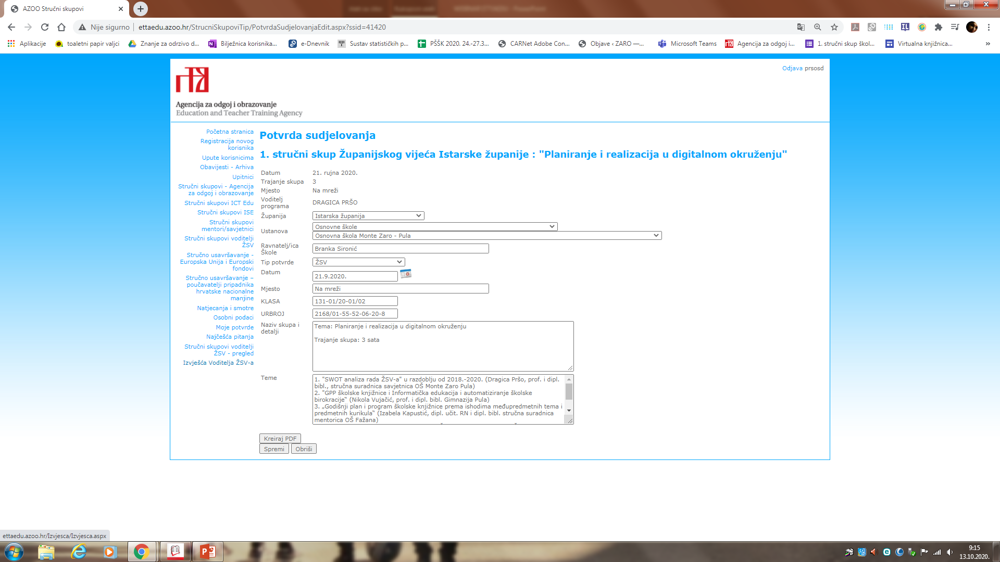 AZOO Stručni skupovi
Nije sigurno
ettaedu.azoo.hr/StrucniSkupoviTip/PotvrdaSudjelovanjaEdit.aspx?ssid=41420
Aplikacije
toaletni papir valjci
Znanje za odrzivo d...
Bilježnica korisnika...
e-Dnevnik
Sustav statističkih p...
PŠŠK 2020. 24.-27.3...
CARNet Adobe Con...
Objave ‹ ZARO —...
Microsoft Teams
Agencija za odgoj i...
1. stručni skup škol...
Virtualna knjižnica...
Odjava prsosd
Agencija za odgoj i obrazovanje
Education and Teacher Training Agency
Početna stranica
Registracija novog
korisnika
Upute korisnicima
Obavijesti - Arhiva
Upitnici
Stručni skupovi - Agencija
za odgoj i obrazovanje
Stručni skupovi ICT Edu
Stručni skupovi ISE
Stručni skupovi
mentori/savjetnici
Stručni skupovi voditelji
ŽSV
Stručno usavršavanje -
Europska Unija i Europski
fondovi
Stručno usavršavanje –
poučavatelji pripadnika
hrvatske nacionalne
manjine
Natjecanja i smotre
Osobni podaci
Moje potvrde
Najčešća pitanja
Stručni skupovi voditelji
ŽSV - pregled
Izvješća Voditelja ŽSV-a
Potvrda sudjelovanja
1. stručni skup Županijskog vijeća Istarske županije : "Planiranje i realizacija u digitalnom okruženju"
Datum 21. rujna 2020.
Trajanje skupa 3
Mjesto Na mreži
Voditelj
programa DRAGICA PRŠO
Županija Istarska županija
Ustanova Osnovne škole
Osnovna škola Monte Zaro - Pula
Ravnatelj/ica
Škole Branka Sironić
Tip potvrde ŽSV
Datum 21.9.2020.
Mjesto Na mreži
KLASA 131-01/20-01/02
URBROJ 2168/01-55-52-06-20-8
Naziv skupa i
detalji
Tema: Planiranje i realizacija u digitalnom okruženju
Trajanje skupa: 3 sata
Teme
1. "SWOT analiza rada ŽSV-a" u razdoblju od 2018.-2020. (Dragica Pršo, prof. i dipl.
bibl., stručna suradnica savjetnica OŠ Monte Zaro Pula)
2. "GPP školske knjižnice i Informatička edukacija i automatiziranje školske
birokracije“ (Nikola Vujačić, prof. i dipl. bibl. Gimnazija Pula)
3. „Godišnji plan i program školske knjižnice prema ishodima međupredmetnih tema i
predmetnih kurikula“ (Izabela Kapustić, dipl. učit. RN i dipl. bibl. stručna suradnica
mentorica OŠ Fažana)
Kreiraj PDF
Spremi Obriši
ettaedu.azoo.hr/Izvjesca/Izvjesca.aspx
9:15
13.10.2020.